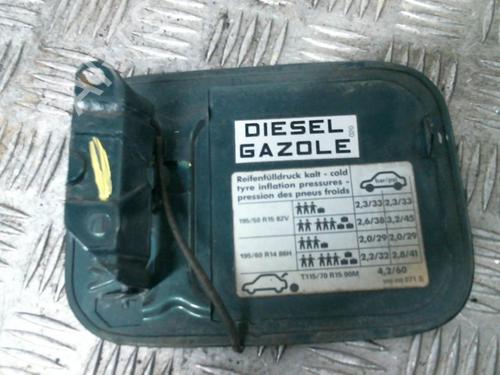 DIESEL
GAZOLE
Reifenfülldruck kalt - cold
tyre inflation pressures -
pression des pneus froids
bar/psi
195/50 R15 82V
2,3/33 2,3/33
2,6/38 3,2/45
195/60 R14 86H
2,0/29 2,0/29
2,2/32 2,8/41
T115/70 R15 90M 4,2/60